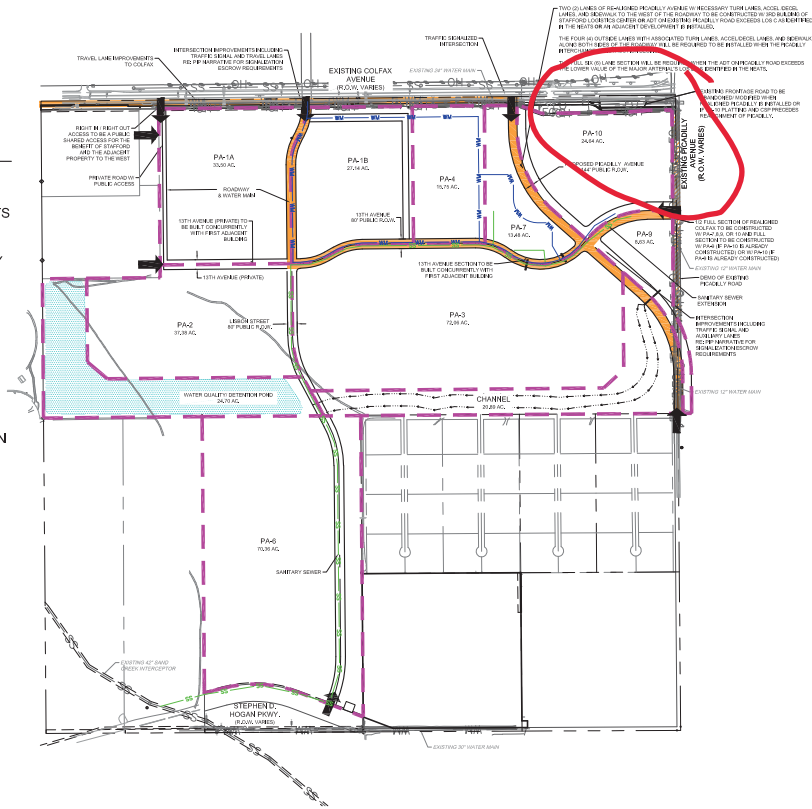 TWO (2) LANES OF RE-ALIGNED PICADILLY AVENUE W/ NECESSARY TURN LANES, ACCEL/DECEL
LANES, AND SIDEWALK TO THE WEST OF THE ROADWAY TO BE CONSTRUCTED W/ 3RD BUILDING OF
STAFFORD LOGISTICS CENTER OR ADT ON EXISTING PICADILLY ROAD EXCEEDS LOS C AS IDENTIFIED
IN THE NEATS OR AN ADJACENT DEVELOPMENT IS INSTALLED.
THE FOUR (4) OUTSIDE LANES WITH ASSOCIATED TURN LANES, ACCEL/DECEL LANES, AND SIDEWALK
ALONG BOTH SIDES OF THE ROADWAY WILL BE REQUIRED TO BE INSTALLED WHEN THE PICADILLY
FULL SIX (6) LANE SECTION WILL BE REQUIRED WHEN THE ADT ON PICADILLY ROAD EXCEEDS
THE LOWER VALUE OF THE MAJOR ARTERIAL'S IDENTIFIED IN THE NEATS.
TRAFFIC SIGNALIZED
INTERSECTION
INTERSECTION IMPROVEMENTS INCLUDING
TRAFFIC SIGNAL AND TRAVEL LANES
RE: PIP NARRATIVE FOR SIGNALIZATION
ESCROW REQUIREMENTS
TRAVEL LANE IMPROVEMENTS
TO COLFAX
EXISTING COLFAX
AVENUE
(R.O.W. VARIES)
EXISTING 24" WATER MAIN
EXISTING FRONTAGE ROAD TO BE
ABANDONED/ MODIFIED WHEN
PICADILLY IS INSTALLED OR
PLATTING AND CSP PRECEDES
OF PICADILLY.
RIGHT IN / RIGHT OUT
ACCESS TO BE A PUBLIC
SHARED ACCESS FOR THE
BENEFIT OF STAFFORD
AND THE ADJACENT
PROPERTY TO THE WEST
PRIVATE ROAD W/
PUBLIC ACCESS
PA-1A
33.60 AC.
PA-1B
27.14 AC.
PA-4
15.75 AC.
PA-10
24.64 AC.
EXISTING PICADILLY
AVENUE
(R.O.W. VARIES)
PICADILLY AVENUE
144' PUBLIC R.O.W.
ROADWAY
& WATER MAIN
TS
13TH AVENUE (PRIVATE) TO
BE BUILT CONCURRENTLY
WITH FIRST ADJACENT
BUILDING
13TH AVENUE
80' PUBLIC R.O.W.
PA-7
13.48 AC.
PA-9
8.63 AC.
1/2 FULL SECTION OF REALIGNED
COLFAX TO BE CONSTRUCTED
W/ PA-7,8,9, OR 10 AND FULL
SECTION TO BE CONSTRUCTED
W/ PA-9 (IF PA-10 IS ALREADY
CONSTRUCTED) OR W/ PA-10 (IF
PA-9 IS ALREADY CONSTRUCTED)
EXISTING 12" WATER MAIN
DEMO OF EXISTING
PICADILLY ROAD
13TH AVENUE (PRIVATE)
13TH AVENUE SECTION TO BE
BUILT CONCURRENTLY WITH
FIRST ADJACENT BUILDING
SANITARY SEWER
EXTENSION
INTERSECTION
IMPROVEMENTS INCLUDING
TRAFFIC SIGNAL AND
AUXILIARY LANES
RE: PIP NARRATIVE FOR
SIGNALIZATION/ESCROW
REQUIREMENTS
PA-2
37.38 AC.
LISBON STREET
80' PUBLIC R.O.W.
PA-3
72.06 AC.
EXISTING 12" WATER MAIN
WATER QUALITY/ DETENTION POND
24.70 AC.
CHANNEL
20.80 AC.
N
PA-6
70.36 AC.
SANITARY SEWER
EXISTING 42" SAND
CREEK INTERCEPTOR
STEPHEN D.
HOGAN PKWY.
(R.O.W. VARIES)
EXISTING 30" WATER MAIN